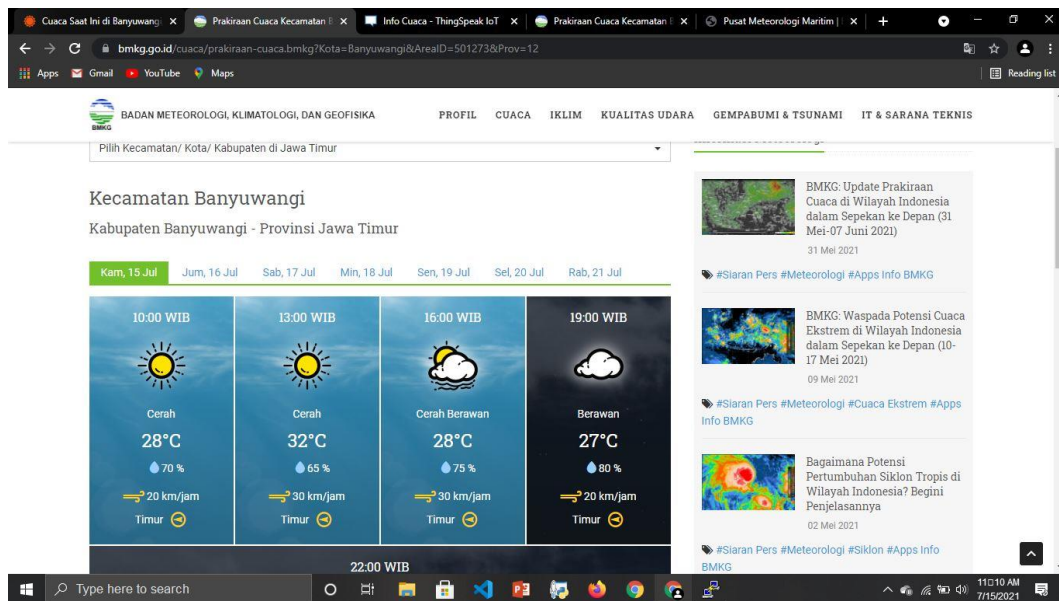 Cuaca Saat Ini di Banyuwangi
Prakiraan Cuaca Kecamatan B
Info Cuaca - ThingSpeak IoT
Prakiraan Cuaca Kecamatan
Pusat Meteorologi Maritim |
bmkg.go.id/cuaca/prakiraan-cuaca.bmkg?Kota=Banyuwangi&AreaID=501273&Prov=12
Apps Gmail YouTube Maps Reading list
BMKG
BADAN METEOROLOGI, KLIMATOLOGI, DAN GEOFISIKA
PROFIL CUACA IKLIM KUALITAS UDARA GEMPABUMI & TSUNAMI IT & SARANA TEKNIS
Pilih Kecamatan/ Kota/ Kabupaten di Jawa Timur
Kecamatan Banyuwangi
Kabupaten Banyuwangi - Provinsi Jawa Timur
Kam, 15 Jul Jum, 16 Jul Sab, 17 Jul Min, 18 Jul Sen, 19 Jul Sel, 20 Jul Rab, 21 Jul
10:00 WIB 13:00 WIB 16:00 WIB 19:00 WIB
Cerah Cerah Cerah Berawan Berawan
28°C 32°C 28°C 27°C
70 % 65 % 75 % 80 %
20 km/jam 30 km/jam 30 km/jam 20 km/jam
Timur Timur Timur Timur
22:00 WIB
BMKG: Update Prakiraan
Cuaca di Wilayah Indonesia
dalam Sepekan ke Depan (31
Mei-07 Juni 2021)
31 Mei 2021
#Siaran Pers #Meteorologi #Apps Info BMKG
BMKG: Waspada Potensi Cuaca
Ekstrem di Wilayah Indonesia
dalam Sepekan ke Depan (10-
17 Mei 2021)
09 Mei 2021
#Siaran Pers #Meteorologi #Cuaca Ekstrem #Apps
Info BMKG
Bagaimana Potensi
Pertumbuhan Siklon Tropis di
Wilayah Indonesia? Begini
Penjelasannya
02 Mei 2021
#Siaran Pers #Meteorologi #Siklon #Apps Info
BMKG
Type here to search
11▯10 AM
7/15/2021